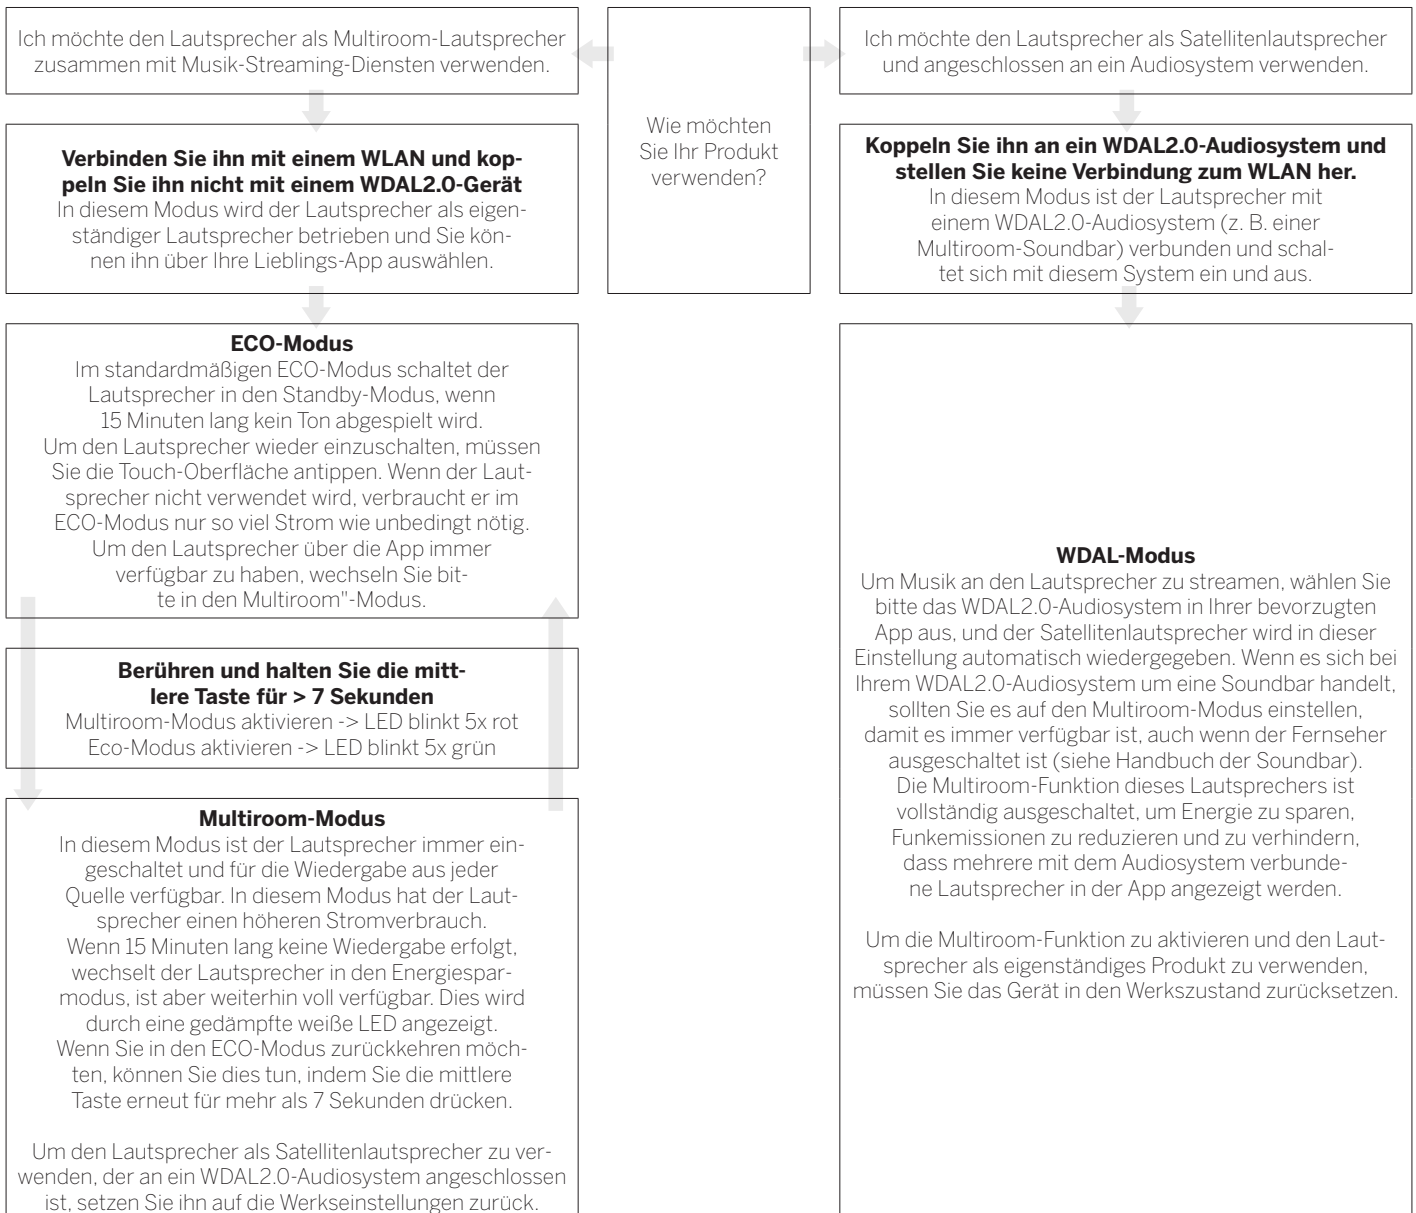 Ich möchte den Lautsprecher als Multiroom-Lautsprecher
zusammen mit Musik-Streaming-Diensten verwenden.
Verbinden Sie ihn mit einem WLAN und kop-
peln Sie ihn nicht mit einem WDAL2.0-Gerät
In diesem Modus wird der Lautsprecher als eigen-
ständiger Lautsprecher betrieben und Sie kön-
nen ihn über Ihre Lieblings-App auswählen.
ECO-Modus
Im standardmäßigen ECO-Modus schaltet der
Lautsprecher in den Standby-Modus, wenn
15 Minuten lang kein Ton abgespielt wird.
Um den Lautsprecher wieder einzuschalten, müssen
Sie die Touch-Oberfläche antippen. Wenn der Laut-
sprecher nicht verwendet wird, verbraucht er im
ECO-Modus nur so viel Strom wie unbedingt nötig.
Um den Lautsprecher über die App immer
verfügbar zu haben, wechseln Sie bit-
te in den Multiroom"-Modus.
Berühren und halten Sie die mitt-
lere Taste für > 7 Sekunden
Multiroom-Modus aktivieren -> LED blinkt 5x rot
Eco-Modus aktivieren -> LED blinkt 5x grün
Multiroom-Modus
In diesem Modus ist der Lautsprecher immer ein-
geschaltet und für die Wiedergabe aus jeder
Quelle verfügbar. In diesem Modus hat der Laut-
sprecher einen höheren Stromverbrauch.
Wenn 15 Minuten lang keine Wiedergabe erfolgt,
wechselt der Lautsprecher in den Energiespar-
modus, ist aber weiterhin voll verfügbar. Dies wird
durch eine gedämpfte weiße LED angezeigt.
Wenn Sie in den ECO-Modus zurückkehren möch-
ten, können Sie dies tun, indem Sie die mittlere
Taste erneut für mehr als 7 Sekunden drücken.
Um den Lautsprecher als Satellitenlautsprecher zu ver-
wenden, der an ein WDAL2.0-Audiosystem angeschlossen
ist, setzen Sie ihn auf die Werkseinstellungen zurück.
Wie möchten
Sie Ihr Produkt
verwenden?
Ich möchte den Lautsprecher als Satellitenlautsprecher
und angeschlossen an ein Audiosystem verwenden.
Koppeln Sie ihn an ein WDAL2.0-Audiosystem und
stellen Sie keine Verbindung zum WLAN her.
In diesem Modus ist der Lautsprecher mit
einem WDAL2.0-Audiosystem (z. B. einer
Multiroom-Soundbar) verbunden und schal-
tet sich mit diesem System ein und aus.
WDAL-Modus
Um Musik an den Lautsprecher zu streamen, wählen Sie
bitte das WDAL2.0-Audiosystem in Ihrer bevorzugten
App aus, und der Satellitenlautsprecher wird in dieser
Einstellung automatisch wiedergegeben. Wenn es sich bei
Ihrem WDAL2.0-Audiosystem um eine Soundbar handelt,
sollten Sie es auf den Multiroom-Modus einstellen,
damit es immer verfügbar ist, auch wenn der Fernseher
ausgeschaltet ist (siehe Handbuch der Soundbar).
Die Multiroom-Funktion dieses Lautsprechers ist
vollständig ausgeschaltet, um Energie zu sparen,
Funkemissionen zu reduzieren und zu verhindern,
dass mehrere mit dem Audiosystem verbunde-
ne Lautsprecher in der App angezeigt werden.
Um die Multiroom-Funktion zu aktivieren und den Laut-
sprecher als eigenständiges Produkt zu verwenden,
müssen Sie das Gerät in den Werkszustand zurücksetzen.